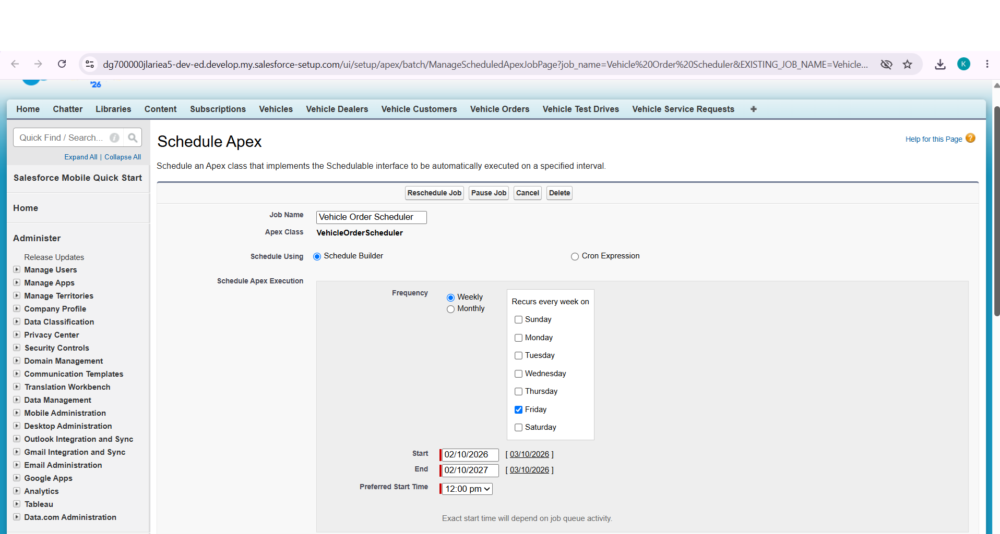 dg700000jlariea5-dev-ed.develop.my.salesforce-setup.com/ui/setup/apex/batch/ManageScheduledApexJobPage?job_name=Vehicle%20Order%20Scheduler&EXISTING_JOB_NAME=Vehicle...
K
'26
Home Chatter Libraries Content Subscriptions Vehicles Vehicle Dealers Vehicle Customers Vehicle Orders Vehicle Test Drives Vehicle Service Requests
Quick Find / Search...
Expand All | Collapse All
Salesforce Mobile Quick Start
Home
Administer
Release Updates
Manage Users
Manage Apps
Manage Territories
Company Profile
Data Classification
Privacy Center
Security Controls
Domain Management
Communication Templates
Translation Workbench
Data Management
Mobile Administration
Desktop Administration
Outlook Integration and Sync
Gmail Integration and Sync
Email Administration
Google Apps
Analytics
Tableau
Data.com Administration
Schedule Apex
Help for this Page ?
Schedule an Apex class that implements the Schedulable interface to be automatically executed on a specified interval.
Reschedule Job Pause Job Cancel Delete
Job Name Vehicle Order Scheduler
Apex Class VehicleOrderScheduler
Schedule Using Schedule Builder Cron Expression
Schedule Apex Execution
Frequency Weekly
Monthly
Recurs every week on
Sunday
Monday
Tuesday
Wednesday
Thursday
Friday
Saturday
Start 02/10/2026 [ 03/10/2026 ]
End 02/10/2027 [ 03/10/2026 ]
Preferred Start Time 12:00 pm
Exact start time will depend on job queue activity.